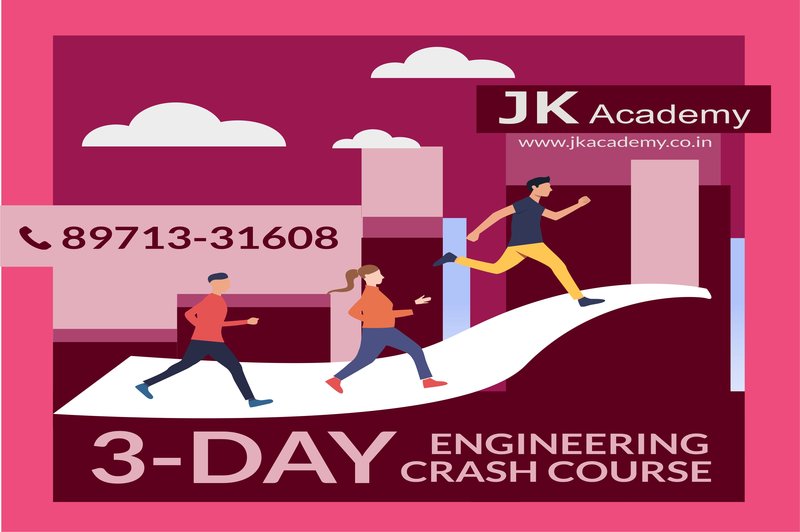 JK Academy
www.jkacademy.co.in
89713-31608
3-DAY
ENGINEERING
CRASH COURSE